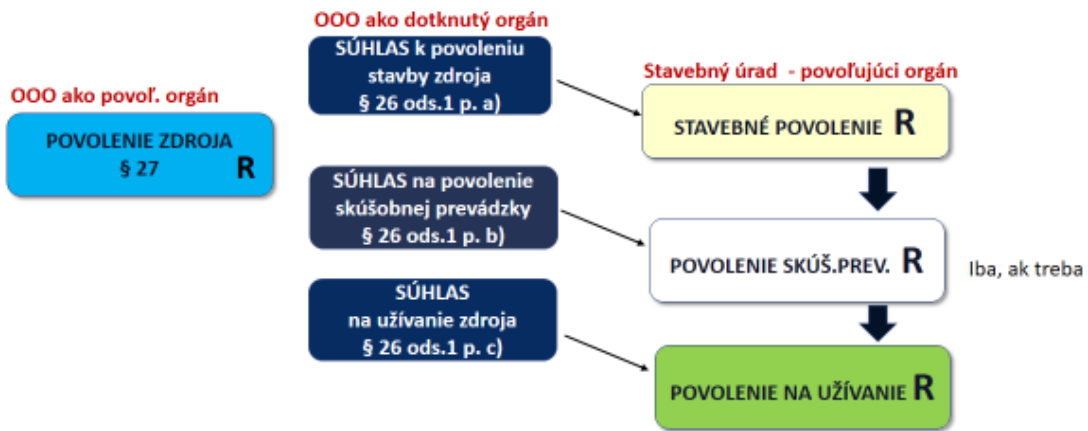 OOO ako povoľ. orgán
POVOLENIE ZDROJA
§ 27 R
OOO ako dotknutý orgán
SÚHLAS k povoleniu
stavby zdroja
§ 26 ods.1 p. a)
SÚHLAS na povolenie
skúšobnej prevádzky
§ 26 ods.1 p. b)
SÚHLAS
na užívanie zdroja
§ 26 ods.1 p. c)
Stavebný úrad - povoľujúci orgán
STAVEBNÉ POVOLENIE R
POVOLENIE SKÚŠ.PREV. R
Iba, ak treba
POVOLENIE NA UŽÍVANIE R